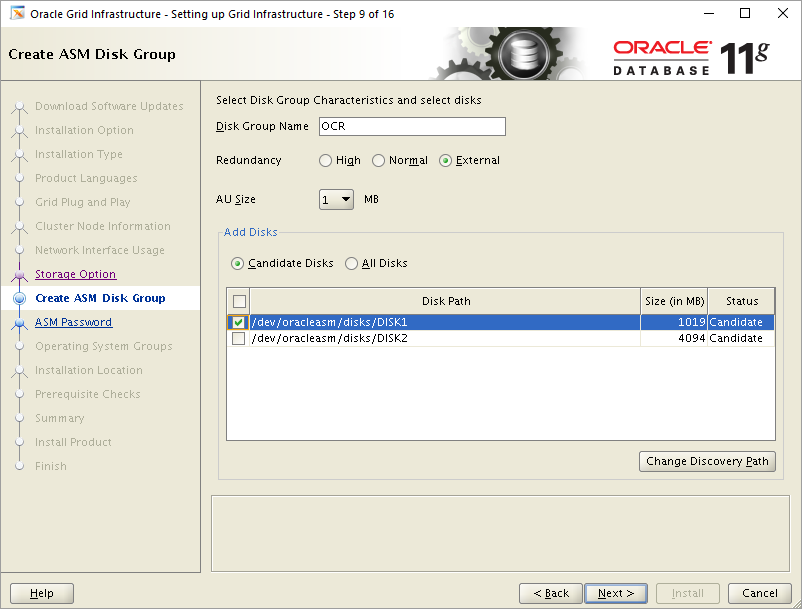 Oracle Grid Infrastructure - Setting up Grid Infrastructure - Step 9 of 16
Create ASM Disk Group
ORACLE
DATABASE
11g
Download Software Updates
Installation Option
Installation Type
Product Languages
Grid Plug and Play
Cluster Node Information
Network Interface Usage
Storage Option
Create ASM Disk Group
ASM Password
Operating System Groups
Installation Location
Prerequisite Checks
Summary
Install Product
Finish
Select Disk Group Characteristics and select disks
Disk Group Name OCR
Redundancy High Normal External
AU Size 1 MB
Add Disks
Candidate Disks All Disks
Disk Path Size (in MB) Status
/dev/oracleasm/disks/DISK1 1019 Candidate
/dev/oracleasm/disks/DISK2 4094 Candidate
Change Discovery Path
Help < Back Next > Install Cancel